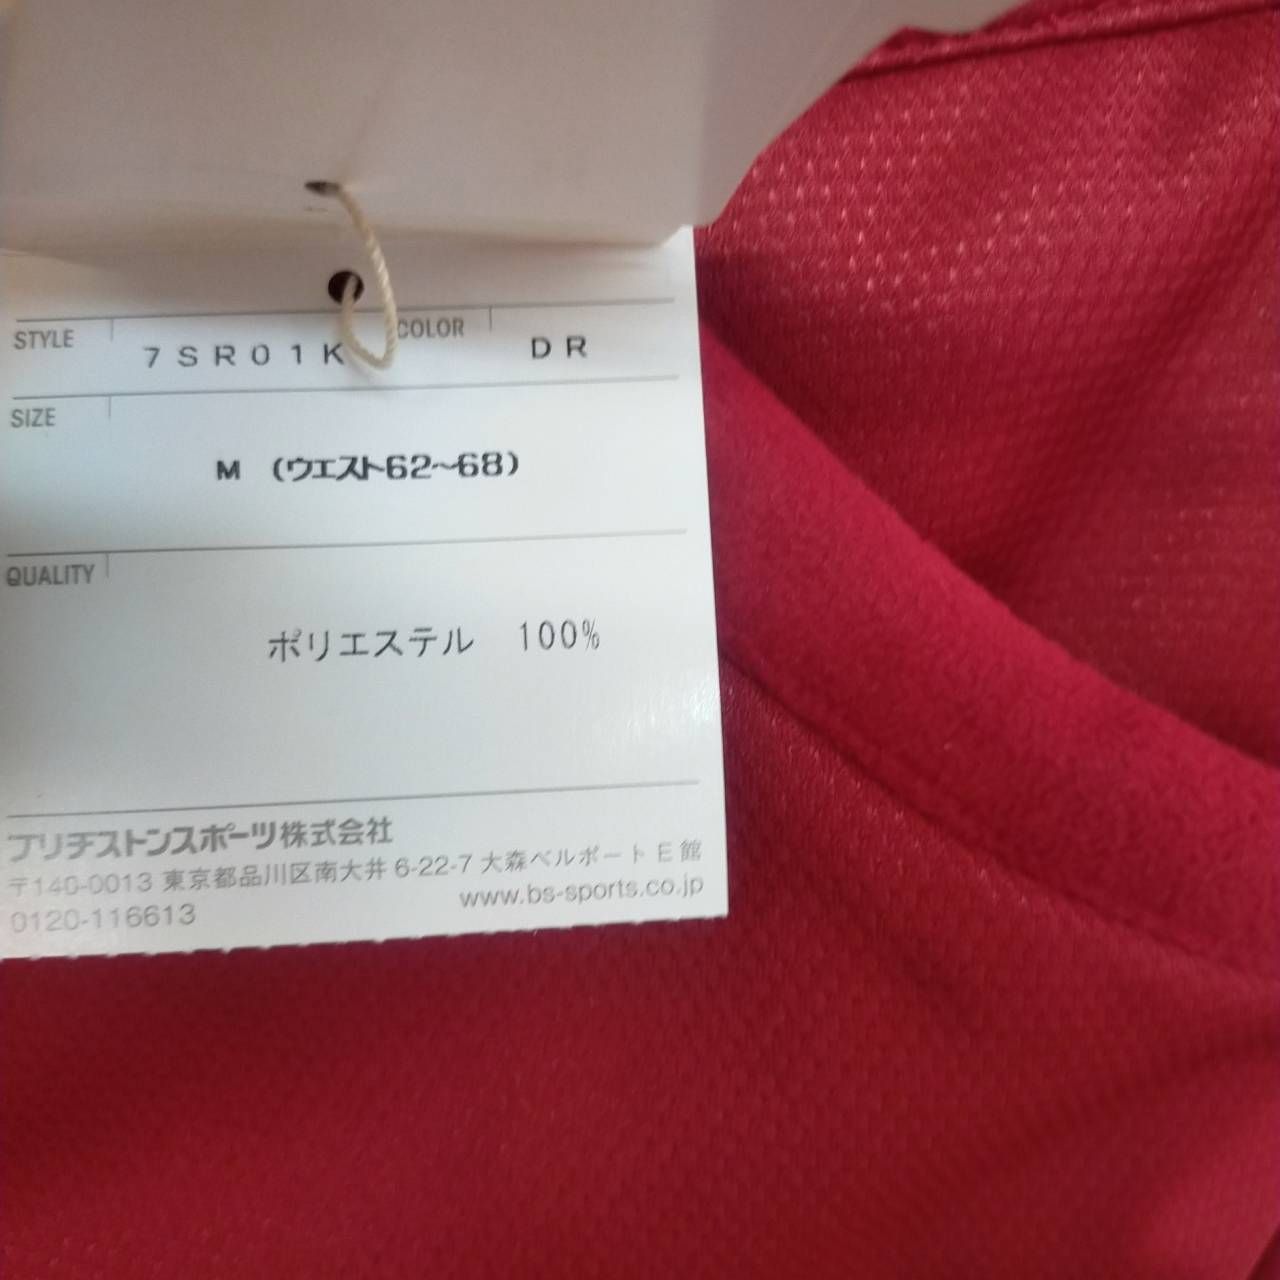 STYLE 7SR01K COLOR DR
SIZE
M (ウエスト62～68)
QUALITY
ポリエステル 100%
ブリヂストンスポーツ株式会社
〒140-0013 東京都品川区南大井 6-22-7 大森ベルポート E 館
0120-116613 www.bs-sports.co.jp